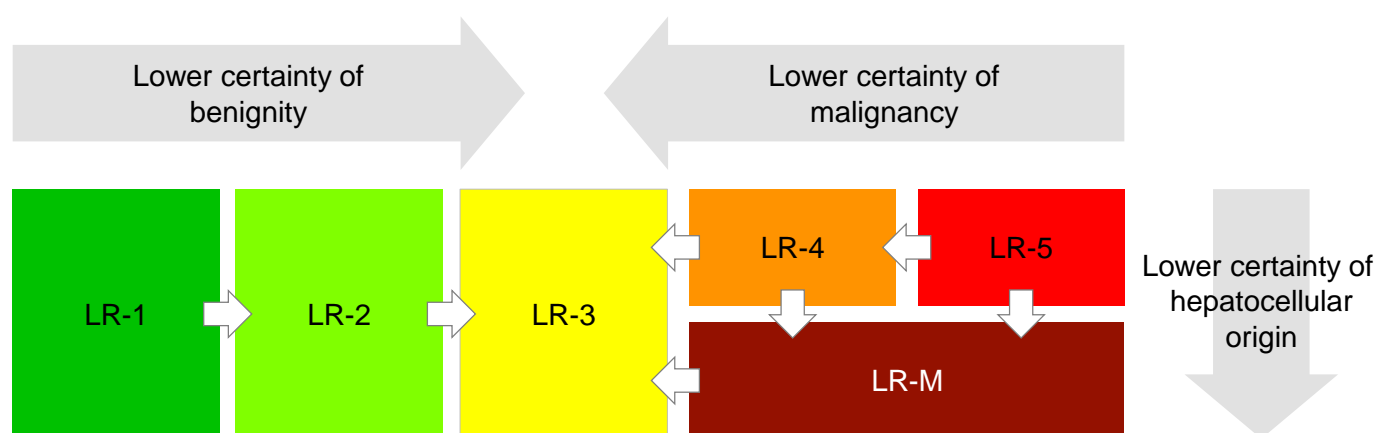 Lower certainty of
benignity
Lower certainty of
malignancy
LR-1
LR-2
LR-3
LR-4
LR-5
LR-M
Lower certainty of
hepatocellular
origin